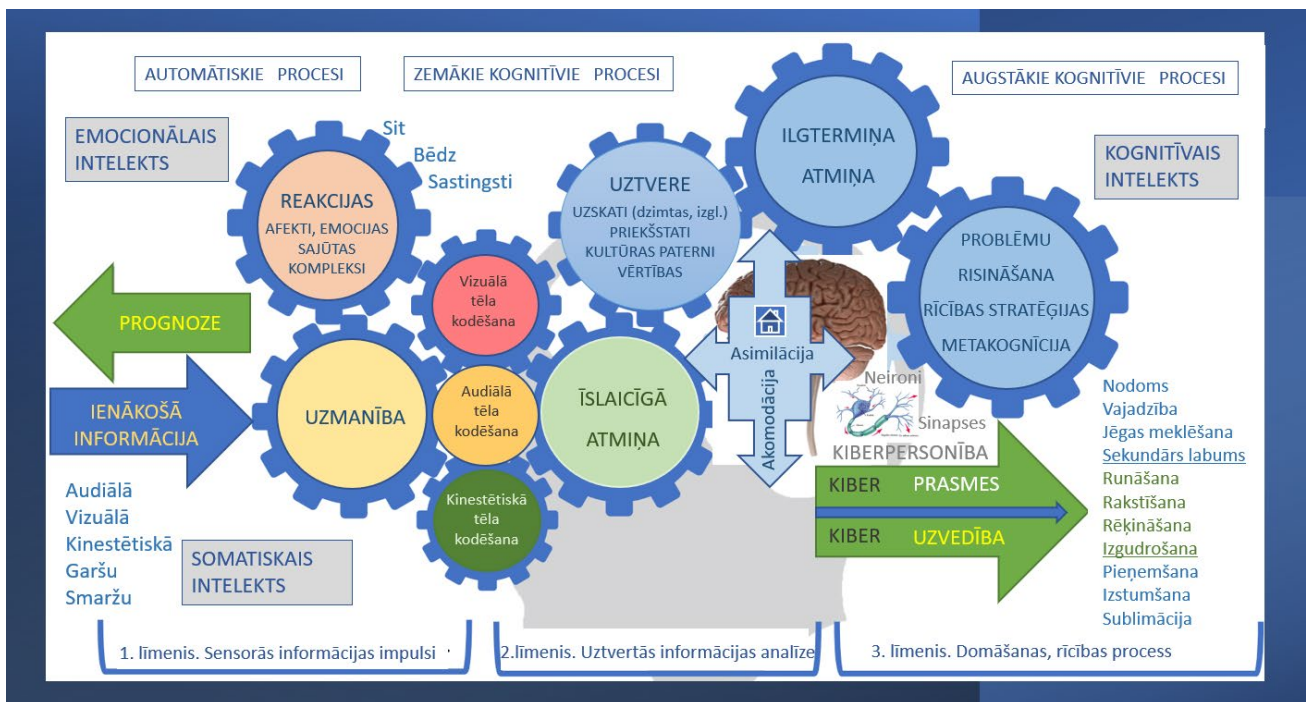 AUTOMĀTISKIE PROCESI
ZEMĀKIE KOGNITĪVIE PROCESI
AUGSTĀKIE KOGNITĪVIE PROCESI
EMOCIONĀLAIS
INTELEKTS
Sit
Bēdz
Sastingsti
REAKCIJAS
AFEKTI, EMOCIJAS
SAJŪTAS
KOMPLEKSI
UZTVERE
UZSKATI (dzimtas, izgl.)
PRIEKŠSTATI
KULTŪRAS PATERNI
VĒRTĪBAS
ILGTERMIŅA
ATMIŅA
KOGNITĪVAIS
INTELEKTS
PROBLĒMU
RISINĀŠANA
RĪCĪBAS STRATĒĢIJAS
METAKOGNĪCIJA
PROGNOZE
IENĀKOŠĀ
INFORMĀCIJA
UZMANĪBA
Vizuālā
tēla
kodēšana
Audiālā
tēla
kodēšana
Kinestētiskā
tēla
kodēšana
ĪSLAICĪGĀ
ATMIŅA
Asimilācija
Akomodācija
Neironi
Sinapses
KIBERPERSONĪBA
KIBER PRASMES
KIBER UZVEDĪBA
Nodoms
Vajadzība
Jēgas meklēšana
Sekundārs labums
Runāšana
Rakstīšana
Rēķināšana
Izgudrošana
Pieņemšana
Izstumšana
Sublimācija
Audiālā
Vizuālā
Kinestētiskā
Garšu
Smaržu
SOMATISKAIS
INTELEKTS
1. līmenis. Sensorās informācijas impulsi .
2.līmenis. Uztvertās informācijas analīze
3. līmenis. Domāšanas, rīcības process